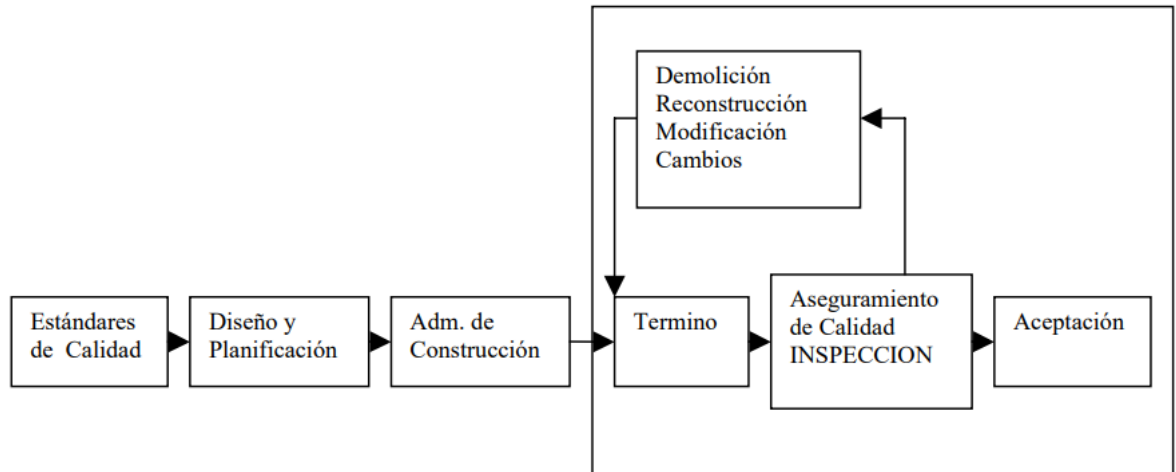 Demolición
Reconstrucción
Modificación
Cambios
Estándares
de Calidad
Diseño y
Planificación
Adm. de
Construcción
Termino
Aseguramiento
de Calidad
INSPECCION
Aceptación